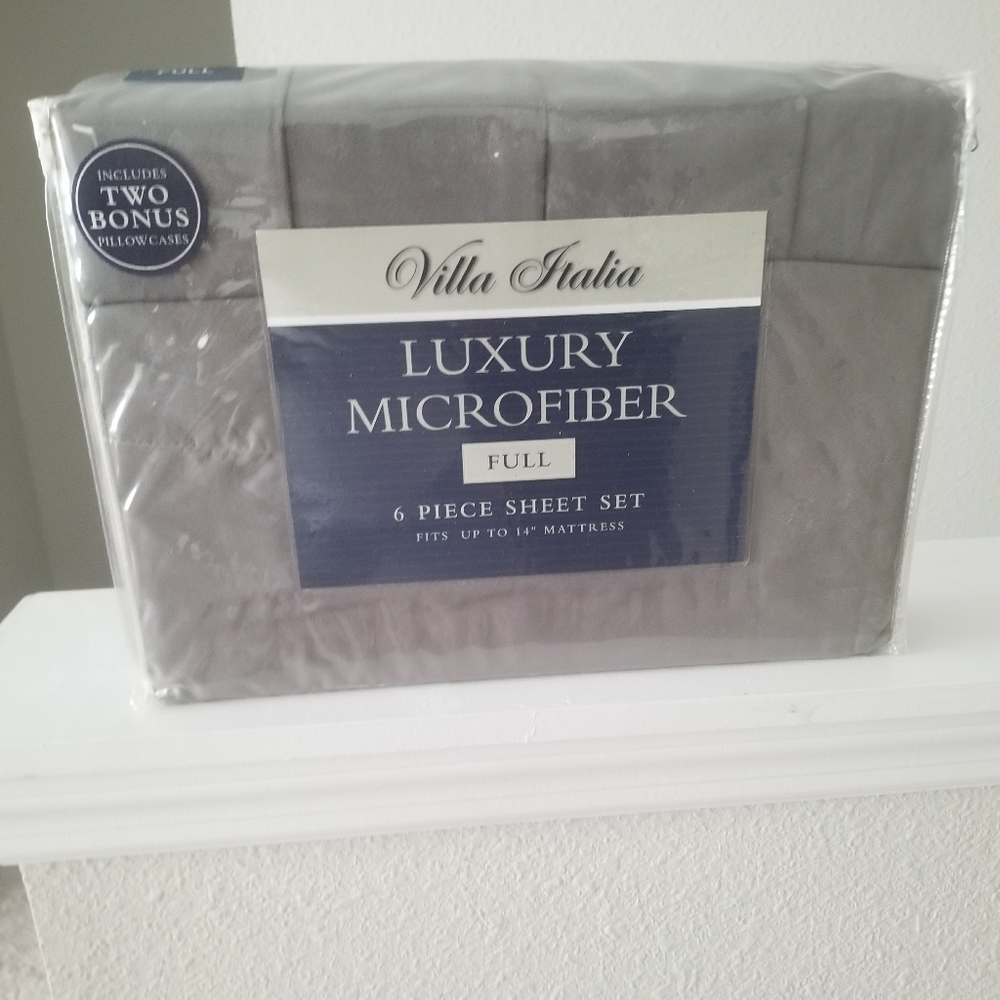 FULL
INCLUDES
TWO
BONUS
PILLOWCASES
Villa Italia
LUXURY
MICROFIBER
FULL
6 PIECE SHEET SET
FITS UP TO 14" MATTRESS